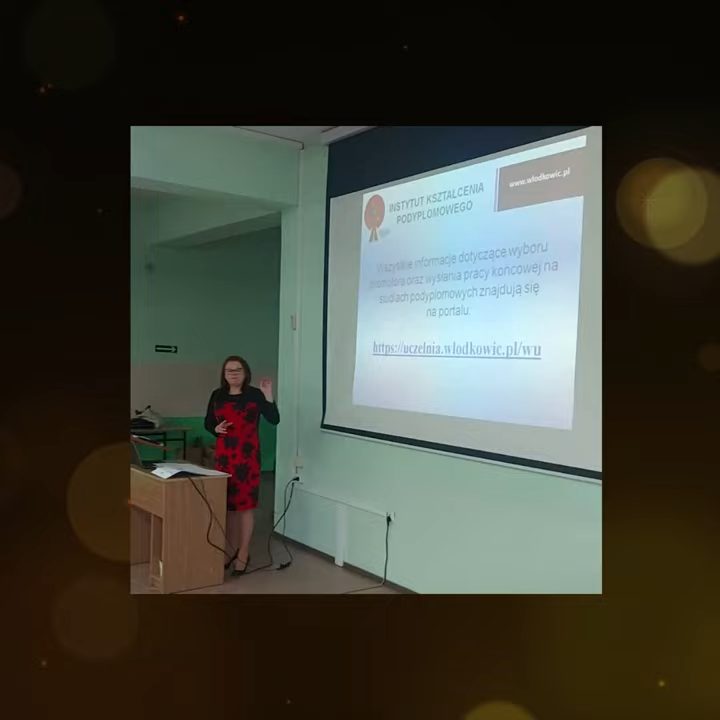 INSTYTUT KSZTAŁCENIA
PODYPLOMOWEGO
www.wlodkowic.pl
Wszystkie informacje dotyczące wyboru
promotora oraz wysłania pracy końcowej na
studiach podyplomowych znajdują się
na portalu:
https://uczelnia.wlodkowic.pl/wu